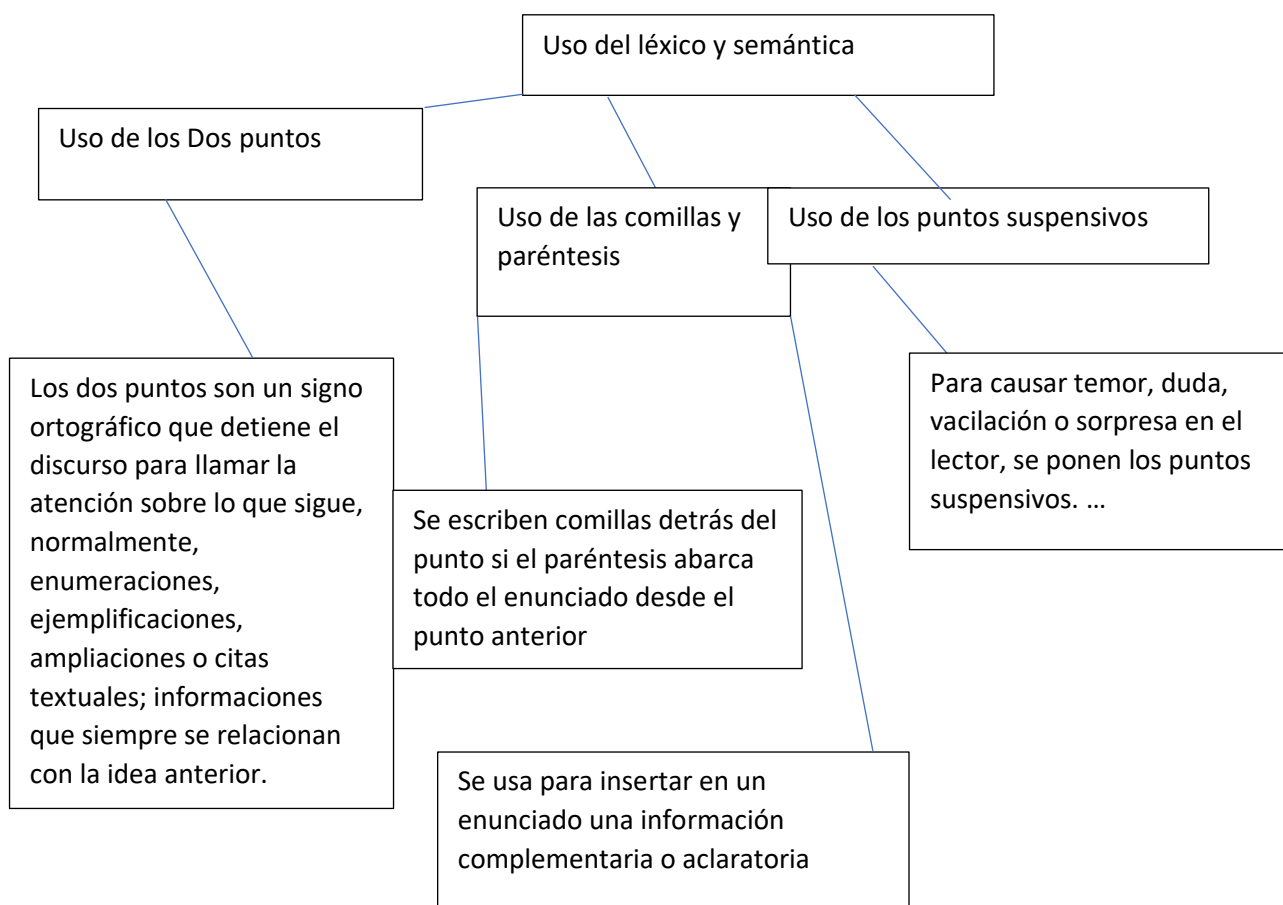 Uso del léxico y semántica
Uso de los Dos puntos
Uso de las comillas y
paréntesis
Uso de los puntos suspensivos
Los dos puntos son un signo
ortográfico que detiene el
discurso para llamar la
atención sobre lo que sigue,
normalmente,
enumeraciones,
ejemplificaciones,
ampliaciones o citas
textuales; informaciones
que siempre se relacionan
con la idea anterior.
Se escriben comillas detrás del
punto si el paréntesis abarca
todo el enunciado desde el
punto anterior
Se usa para insertar en un
enunciado una información
complementaria o aclaratoria
Para causar temor, duda,
vacilación o sorpresa en el
lector, se ponen los puntos
suspensivos. ...